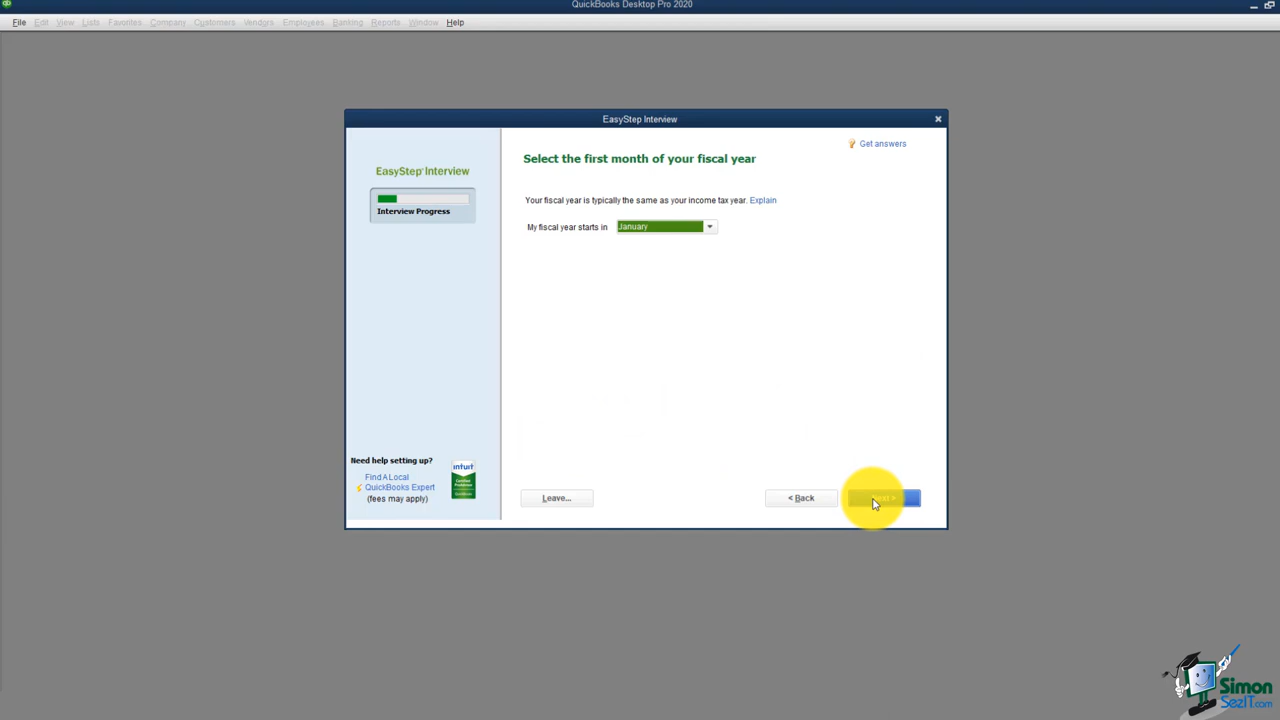 QuickBooks Desktop Pro 2020
File Edit View Lists Favorites Company Customers Vendors Employees Banking Reports Window Help
EasyStep Interview
Get answers
EasyStep Interview
Interview Progress
Select the first month of your fiscal year
Your fiscal year is typically the same as your income tax year. Explain
My fiscal year starts in January
Need help setting up?
Find A Local
QuickBooks Expert
(fees may apply)
intuit
Leave...
< Back
Next >
Simon
SezIT.com